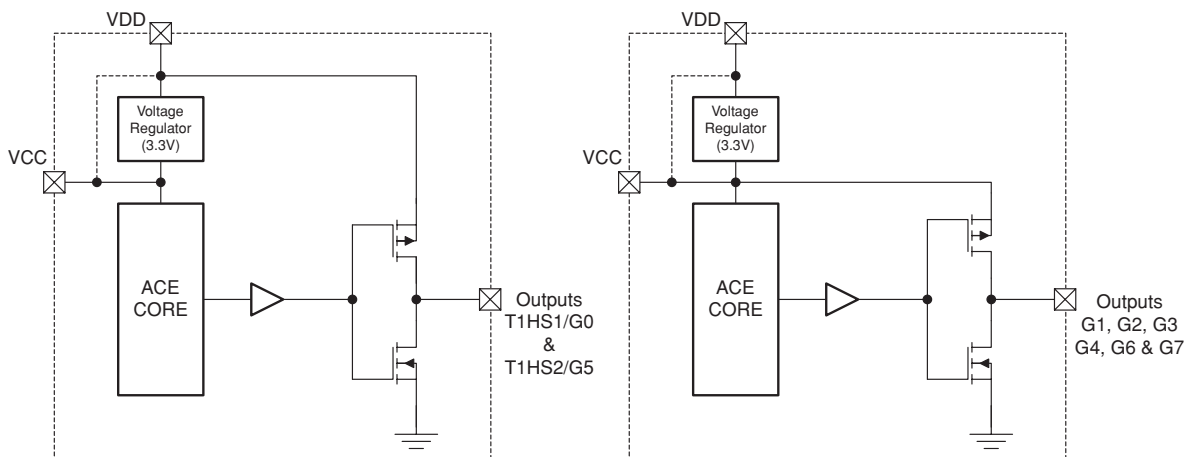 VDD
Voltage
Regulator
(3.3V)
VCC
ACE
CORE
Outputs
T1HS1/G0
&
T1HS2/G5
VDD
Voltage
Regulator
(3.3V)
VCC
ACE
CORE
Outputs
G1, G2, G3
G4, G6 & G7